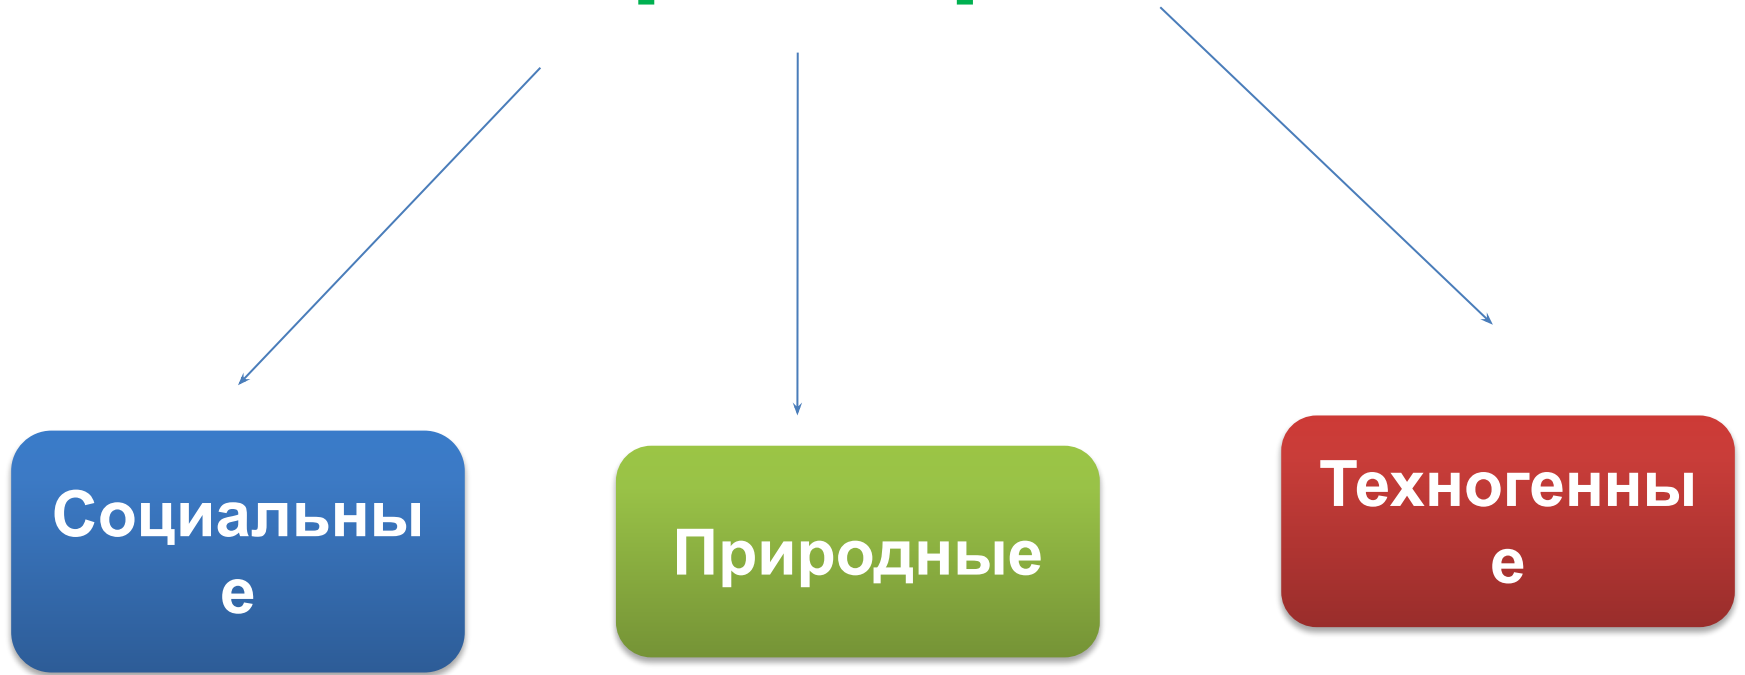 Социальны
е
Природные
Техногенны
е